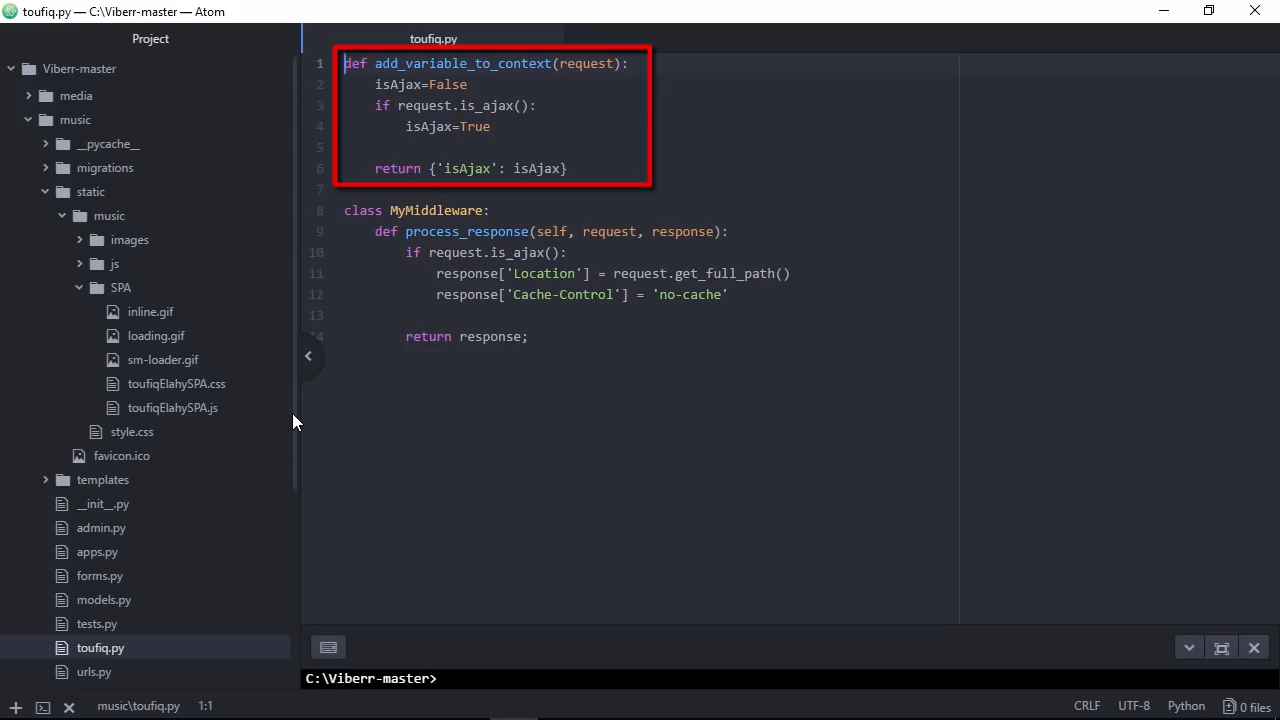 toufiq.py — C:\Viberr-master — Atom
Project
Viberr-master
media
music
__pycache__
migrations
static
music
images
js
SPA
inline.gif
loading.gif
sm-loader.gif
toufiqElahySPA.css
toufiqElahySPA.js
style.css
favicon.ico
templates
__init__.py
admin.py
apps.py
forms.py
models.py
tests.py
toufiq.py
urls.py
toufiq.py
1 def add_variable_to_context(request):
2     isAjax=False
3     if request.is_ajax():
4         isAjax=True
5
6     return {'isAjax': isAjax}
7
8 class MyMiddleware:
9     def process_response(self, request, response):
10         if request.is_ajax():
11             response['Location'] = request.get_full_path()
12             response['Cache-Control'] = 'no-cache'
13
14         return response;
C:\Viberr-master>
music\toufiq.py 1:1 CRLF UTF-8 Python 0 files